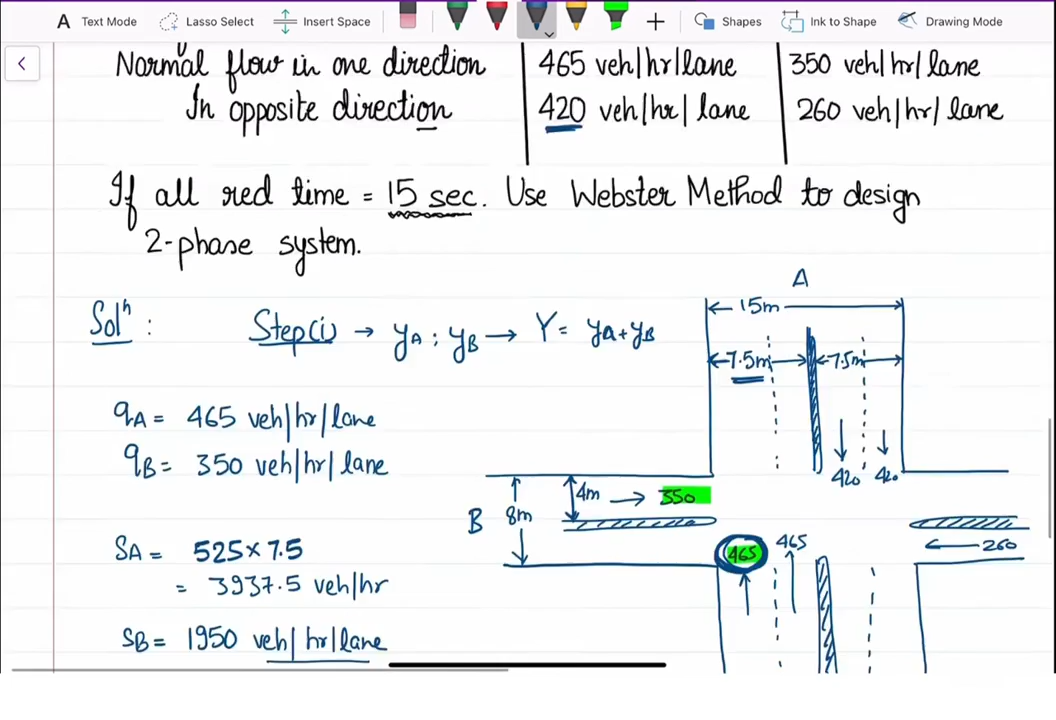 A Text Mode Lasso Select Insert Space Shapes Ink to Shape Drawing Mode
Normal flow in one direction 465 veh/hr/lane 350 veh/hr/lane
In opposite direction 420 veh/hr/lane 260 veh/hr/lane
If all red time = 15 sec. Use Webster Method to design
2-phase system.
Solⁿ : Step(i) → yA ; yB → Y = yA+yB
A
15m
7.5m 7.5m
qA = 465 veh/hr/lane
qB = 350 veh/hr/lane
420 420
B 8m 4m → 350
465 465 ← 260
SA = 525 × 7.5
= 3937.5 veh/hr
SB = 1950 veh/hr/lane